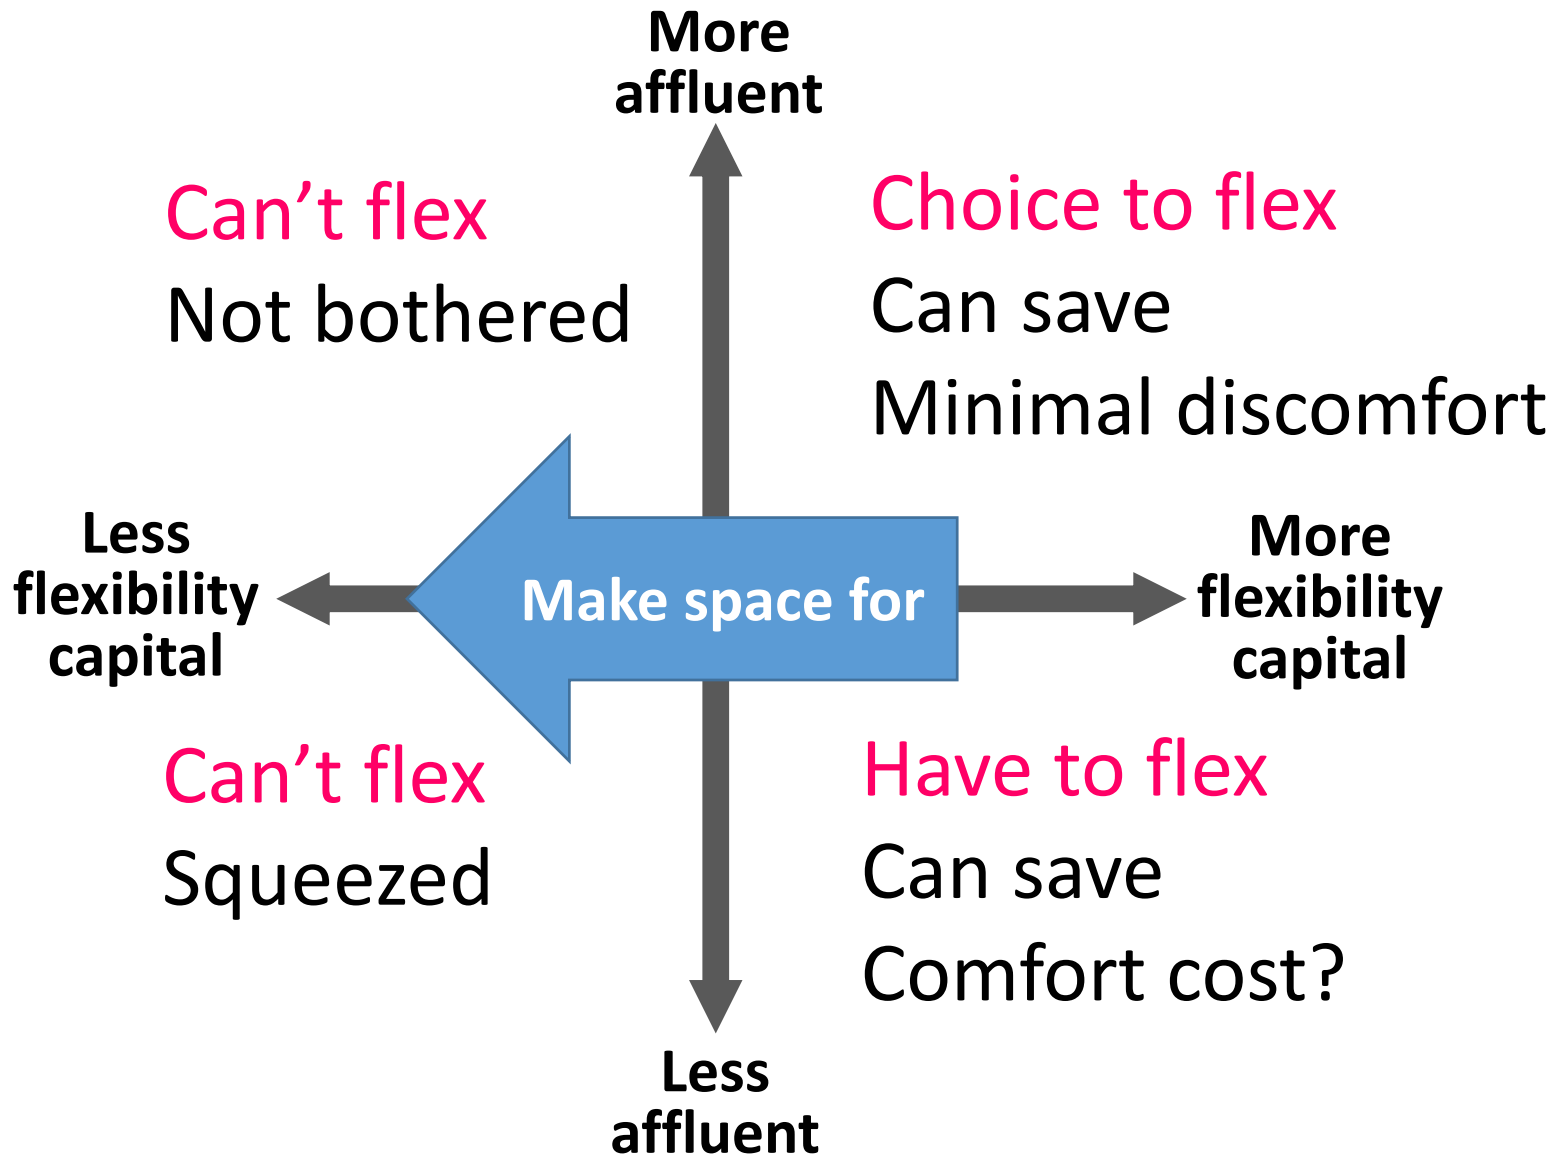 More
affluent
Can’t flex
Not bothered
Choice to flex
Can save
Minimal discomfort
Less
flexibility
capital
Make space for
More
flexibility
capital
Can’t flex
Squeezed
Have to flex
Can save
Comfort cost?
Less
affluent